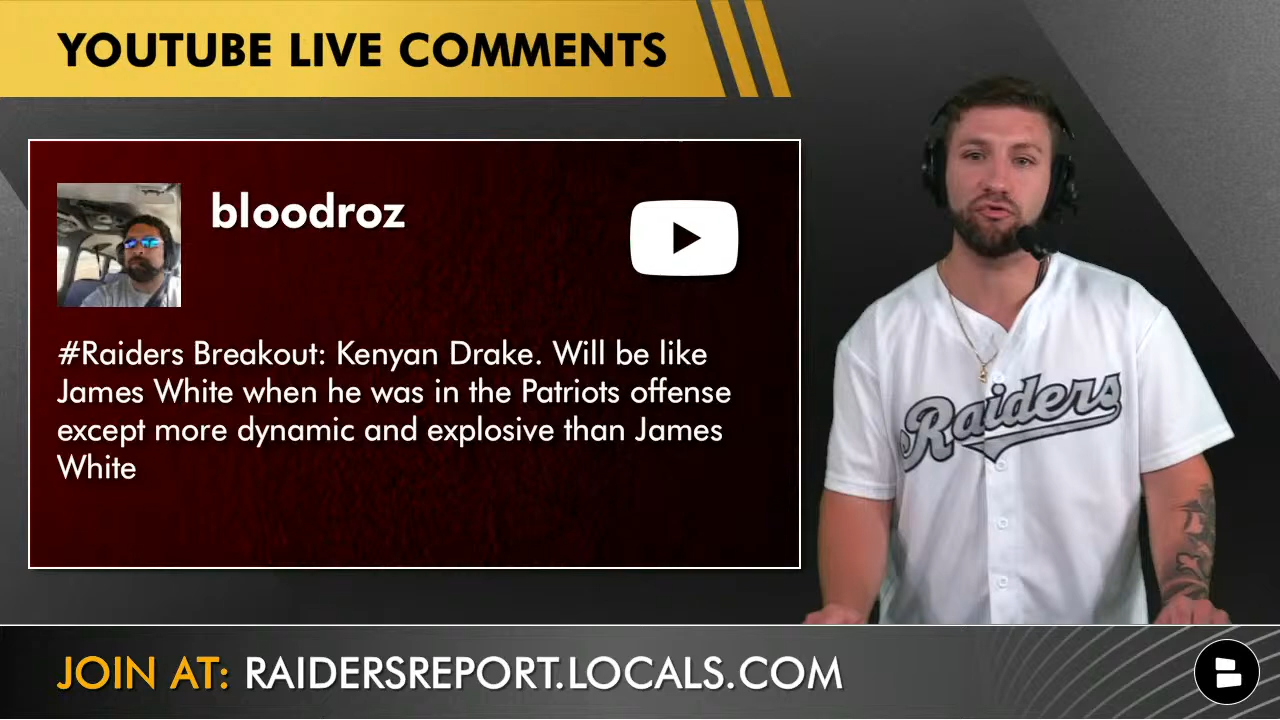 YOUTUBE LIVE COMMENTS
bloodroz
#Raiders Breakout: Kenyan Drake. Will be like
James White when he was in the Patriots offense
except more dynamic and explosive than James
White
Raiders
JOIN AT: RAIDERSREPORT.LOCALS.COM